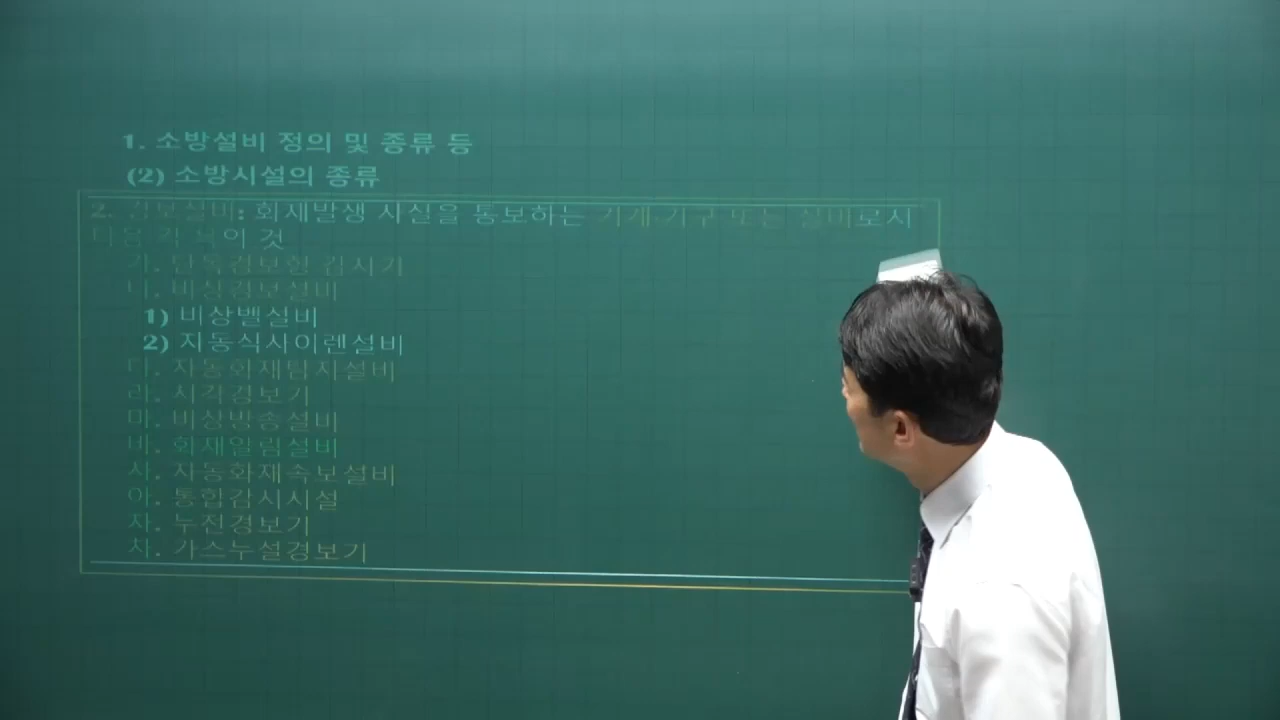 1. 소방설비 정의 및 종류 등
(2) 소방시설의 종류
2. 경보설비: 화재발생 사실을 통보하는 기계·기구 또는 설비로서
다음 각 목의 것
가. 단독경보형 감지기
나. 비상경보설비
1) 비상벨설비
2) 자동식사이렌설비
다. 자동화재탐지설비
라. 시각경보기
마. 비상방송설비
바. 화재알림설비
사. 자동화재속보설비
아. 통합감시시설
자. 누전경보기
차. 가스누설경보기